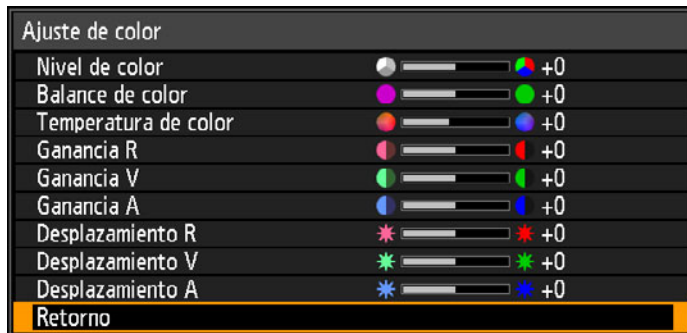 Ajuste de color
Nivel de color +0
Balance de color +0
Temperatura de color +0
Ganancia R +0
Ganancia V +0
Ganancia A +0
Desplazamiento R +0
Desplazamiento V +0
Desplazamiento A +0
Retorno